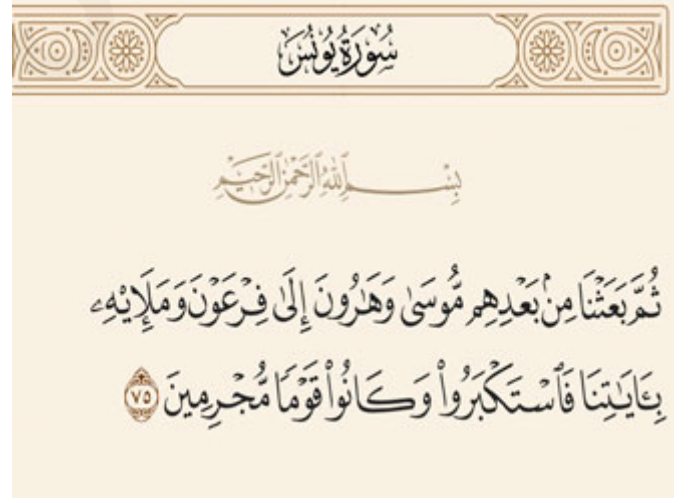 سُورَةُ يُونُسَ
بِسْمِ ٱللَّهِ ٱلرَّحْمَٰنِ ٱلرَّحِيمِ
ثُمَّ بَعَثْنَا مِنۢ بَعْدِهِم مُّوسَىٰ وَهَٰرُونَ إِلَىٰ فِرْعَوْنَ وَمَلَإِي۟هِۦ
بِـَٔايَٰتِنَا فَٱسْتَكْبَرُوا۟ وَكَانُوا۟ قَوْمًا مُّجْرِمِينَ ٧٥